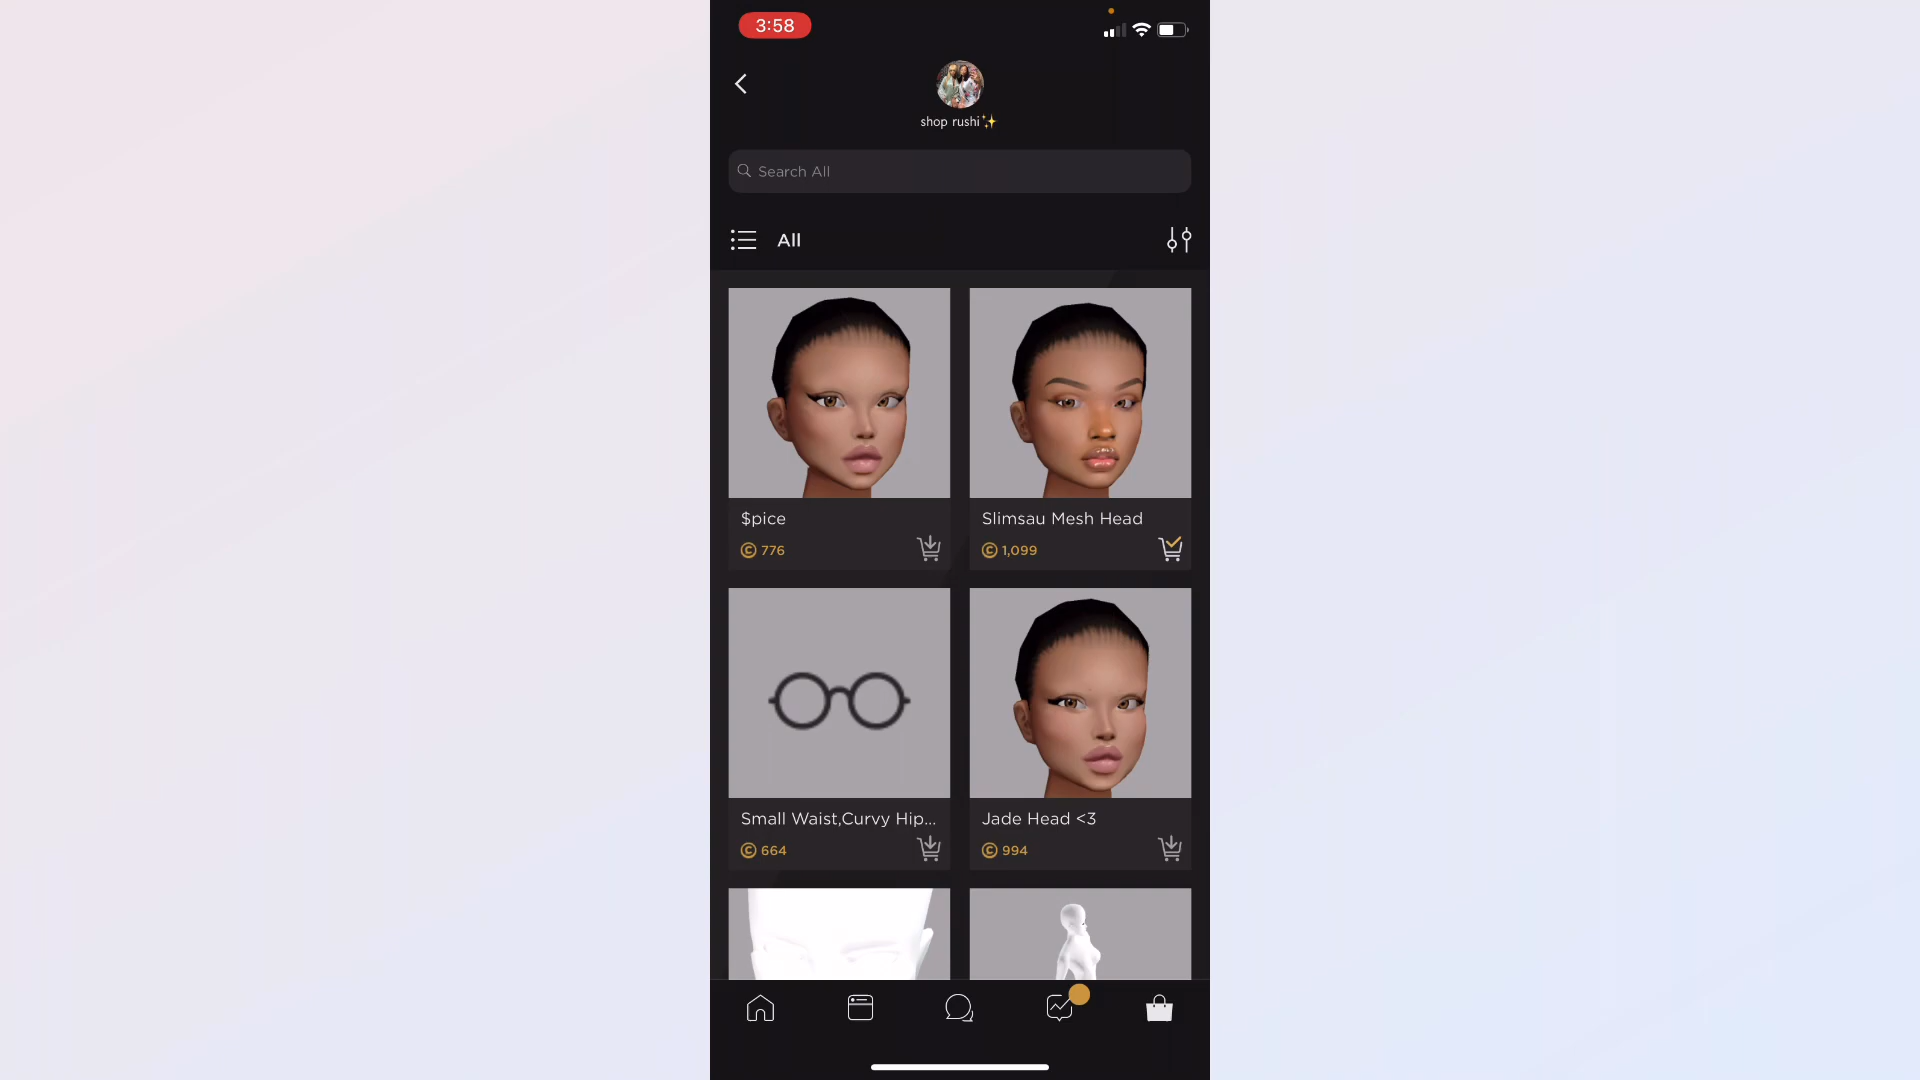 3:58
shop rushi✨
Search All
All
$pice
Slimsau Mesh Head
776
1,099
Small Waist,Curvy Hip...
Jade Head <3
664
994